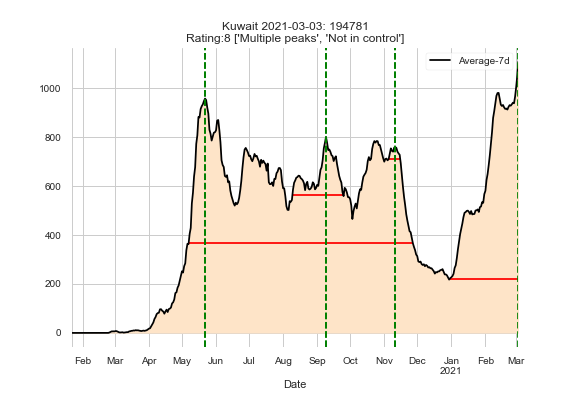 Kuwait 2021-03-03: 194781
Rating:8 ['Multiple peaks', 'Not in control']
Average-7d
1000
800
600
400
200
0
Feb Mar Apr May Jun Jul Aug Sep Oct Nov Dec Jan Feb Mar
2021
Date